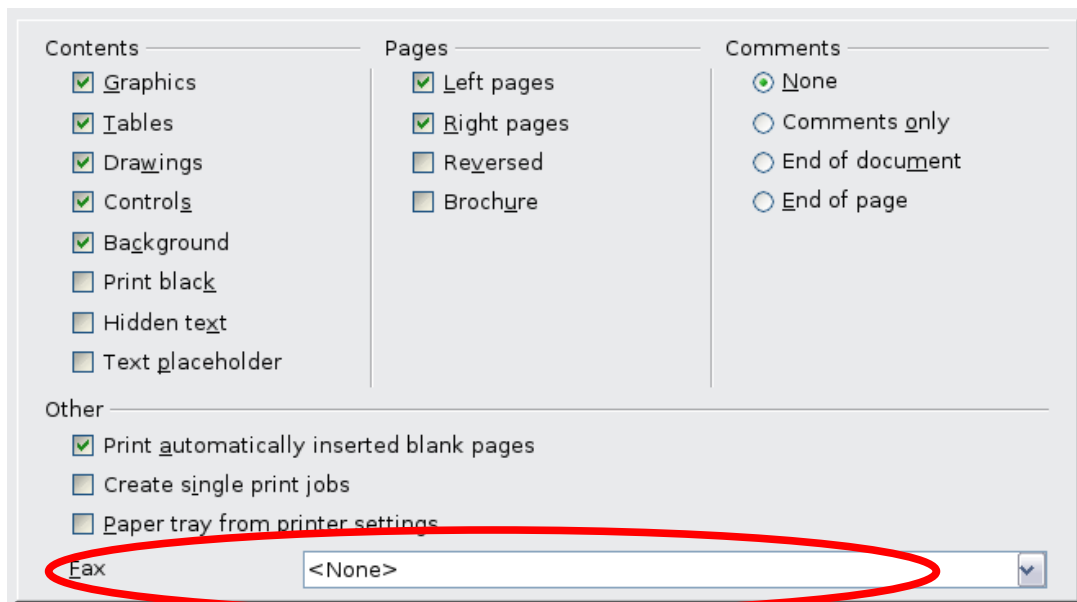 Contents
Graphics
Tables
Drawings
Controls
Background
Print black
Hidden text
Text placeholder
Pages
Left pages
Right pages
Reversed
Brochure
Comments
None
Comments only
End of document
End of page
Other
Print automatically inserted blank pages
Create single print jobs
Paper tray from printer settings
Fax <None>